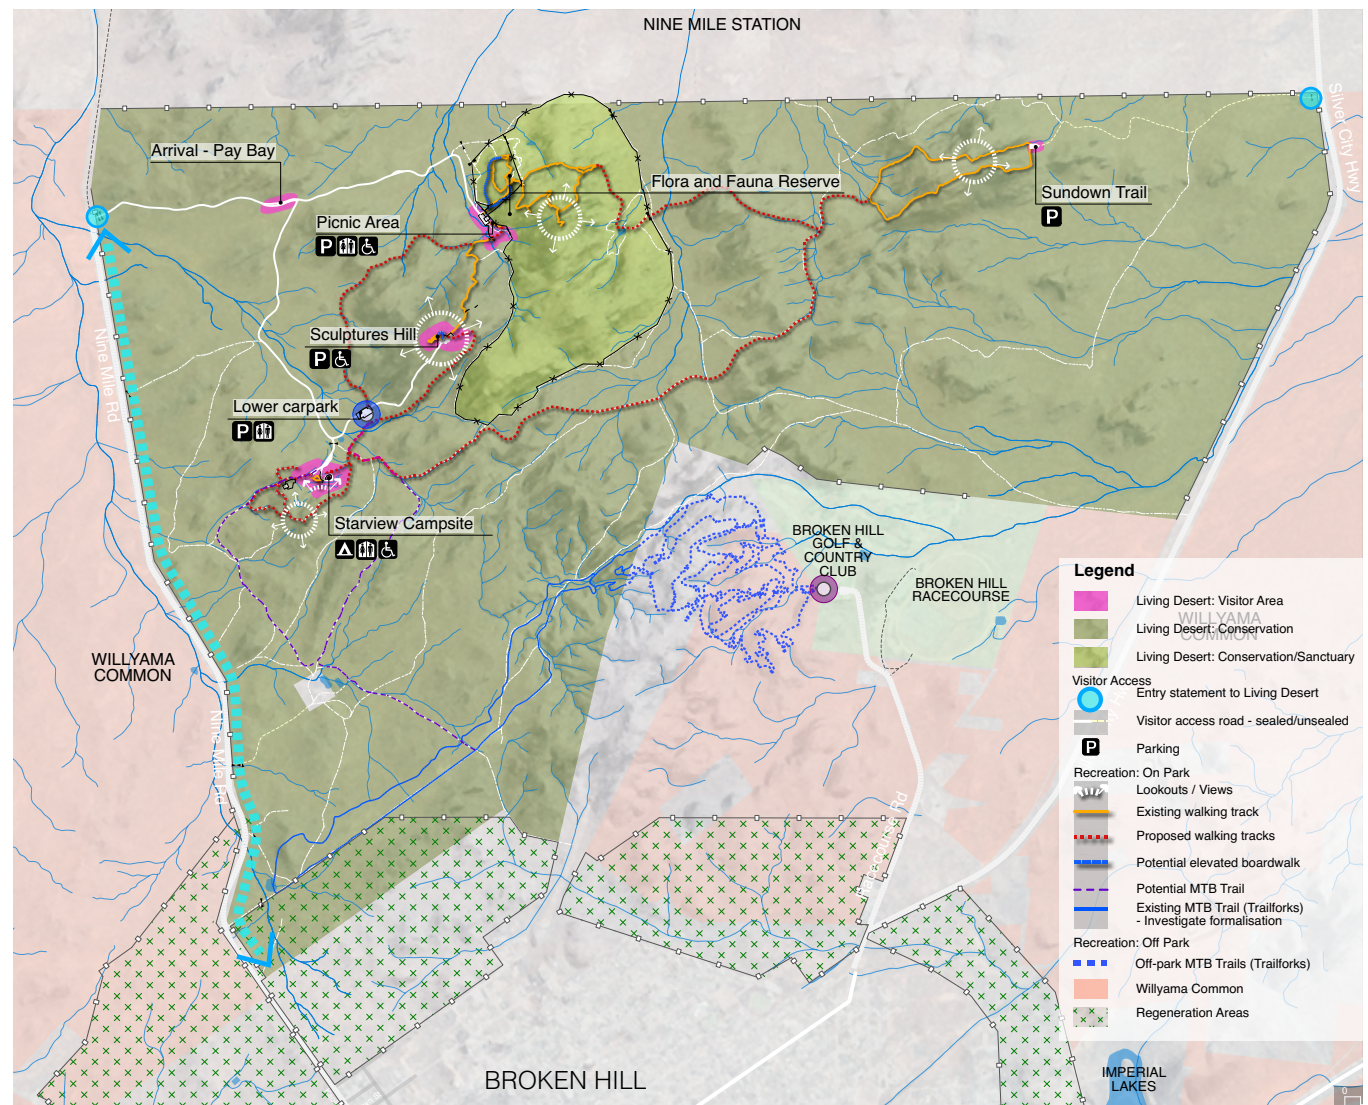 NINE MILE STATION
Silver City Hwy
Arrival - Pay Bay
Flora and Fauna Reserve
Sundown Trail
P
Picnic Area
P
Nine Mile Rd
Sculptures Hill
P
Lower carpark
P
Starview Campsite
BROKEN HILL
GOLF &
COUNTRY
CLUB
BROKEN HILL
RACECOURSE
WILLYAMA
COMMON
WILLYAMA
COMMON
Nine Mile Rd
Racecourse Rd
Legend
Living Desert: Visitor Area
Living Desert: Conservation
Living Desert: Conservation/Sanctuary
Visitor Access
Entry statement to Living Desert
Visitor access road - sealed/unsealed
P
Parking
Recreation: On Park
Lookouts / Views
Existing walking track
Proposed walking tracks
Potential elevated boardwalk
Potential MTB Trail
Existing MTB Trail (Trailforks)
- Investigate formalisation
Recreation: Off Park
Off-park MTB Trails (Trailforks)
Willyama Common
Regeneration Areas
BROKEN HILL
IMPERIAL
LAKES
0